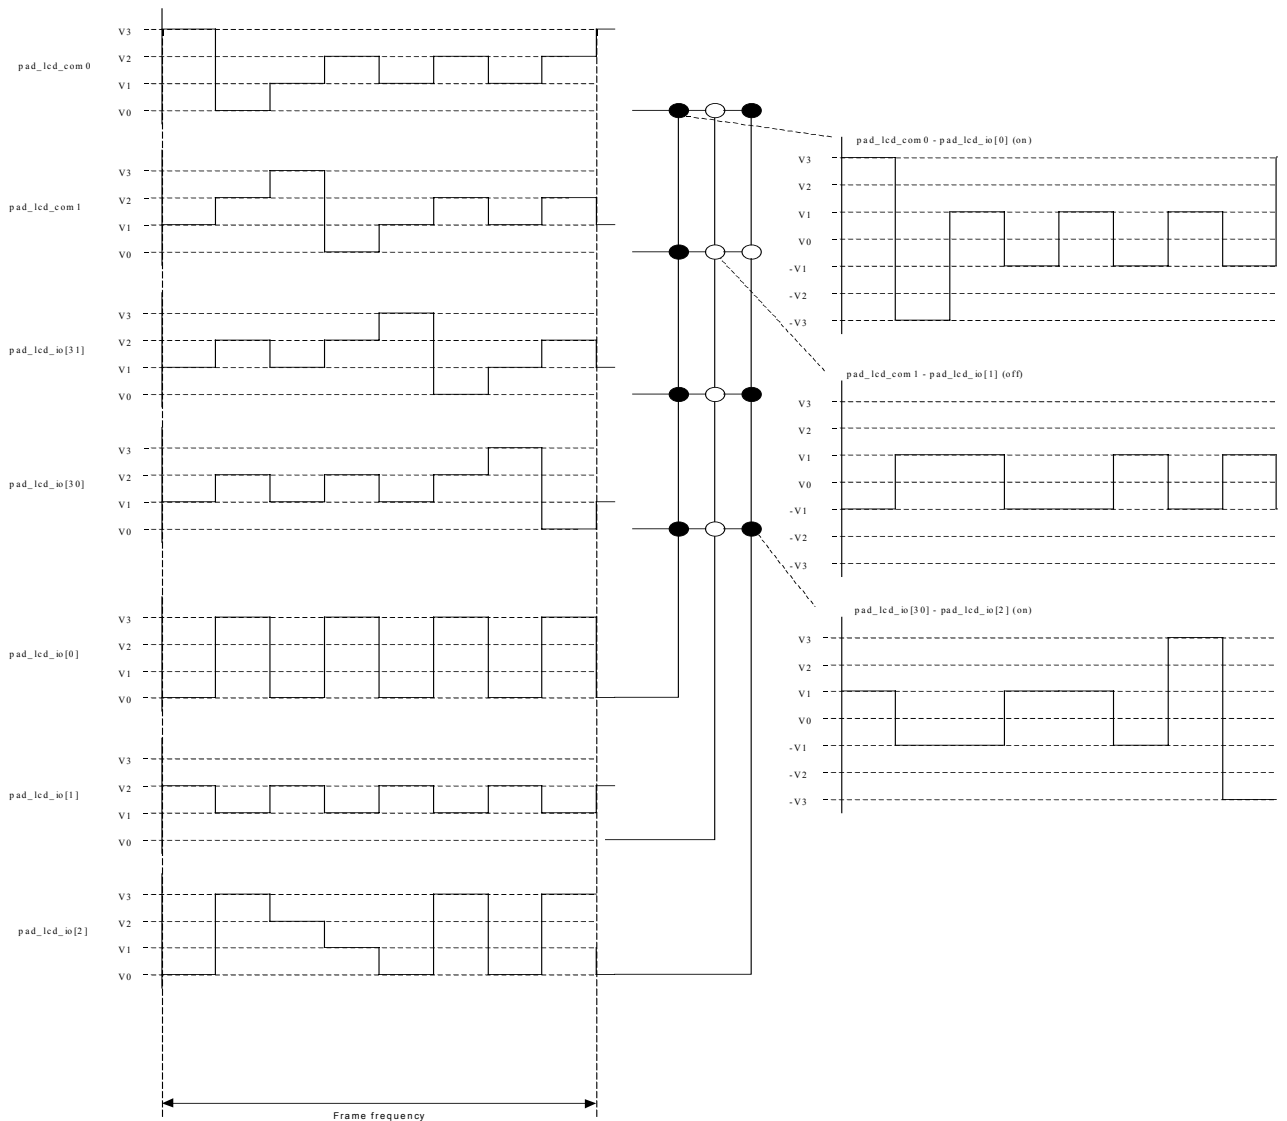 V3
V2
pad_lcd_com0
V1
V0
V3
V2
pad_lcd_com1
V1
V0
V3
V2
pad_lcd_io[31]
V1
V0
V3
V2
pad_lcd_io[30]
V1
V0
V3
V2
pad_lcd_io[0]
V1
V0
V3
V2
pad_lcd_io[1]
V1
V0
V3
V2
pad_lcd_io[2]
V1
V0
Frame frequency
pad_lcd_com0 - pad_lcd_io[0] (on)
V3
V2
V1
V0
-V1
-V2
-V3
pad_lcd_com1 - pad_lcd_io[1] (off)
V3
V2
V1
V0
-V1
-V2
-V3
pad_lcd_io[30] - pad_lcd_io[2] (on)
V3
V2
V1
V0
-V1
-V2
-V3